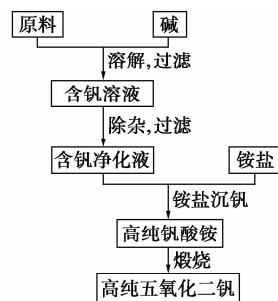 原料 碱
溶解,过滤
含钒溶液
除杂,过滤
含钒净化液 铵盐
铵盐沉钒
高纯钒酸铵
煅烧
高纯五氧化二钒